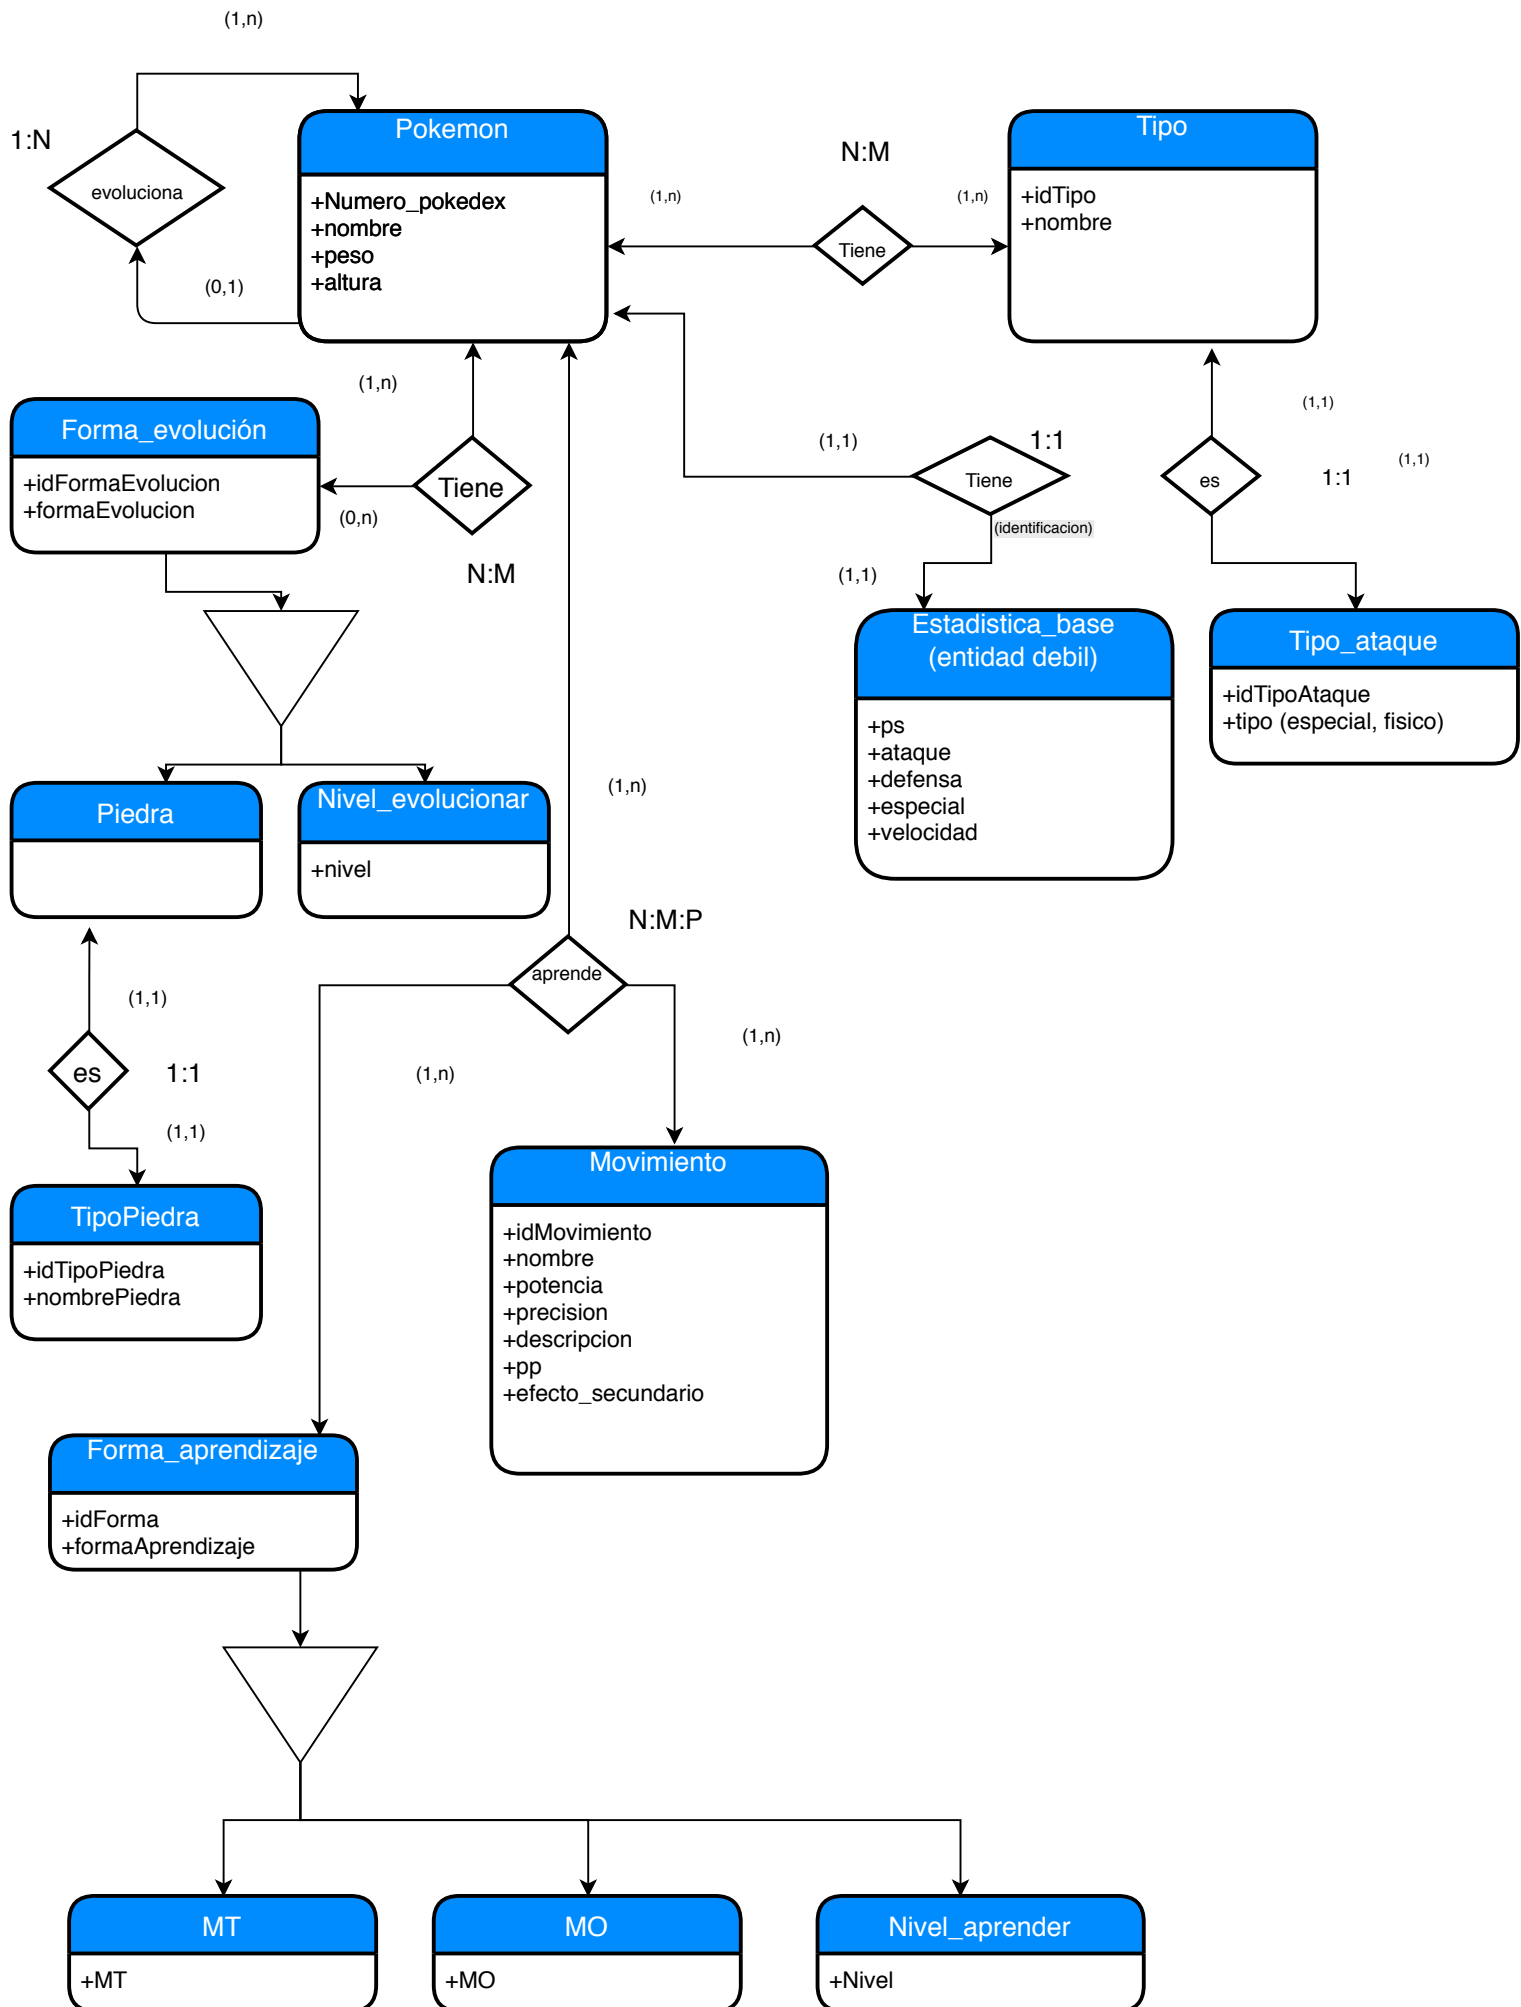 (1,n)
1:N
evoluciona
(0,1)
Pokemon
+Numero_pokedex
+nombre
+peso
+altura
N:M
(1,n)
(1,n)
Tiene
Tipo
+idTipo
+nombre
(1,n)
Forma_evolución
+idFormaEvolucion
+formaEvolucion
Tiene
(0,n)
N:M
(1,1)
1:1
Tiene
(identificacion)
(1,1)
(1,1)
(1,1)
es
1:1
Estadistica_base
(entidad debil)
+ps
+ataque
+defensa
+especial
+velocidad
Tipo_ataque
+idTipoAtaque
+tipo (especial, fisico)
Piedra
Nivel_evolucionar
+nivel
(1,n)
N:M:P
aprende
(1,n)
(1,n)
(1,1)
es
1:1
(1,1)
TipoPiedra
+idTipoPiedra
+nombrePiedra
Movimiento
+idMovimiento
+nombre
+potencia
+precision
+descripcion
+pp
+efecto_secundario
Forma_aprendizaje
+idForma
+formaAprendizaje
MT
+MT
MO
+MO
Nivel_aprender
+Nivel